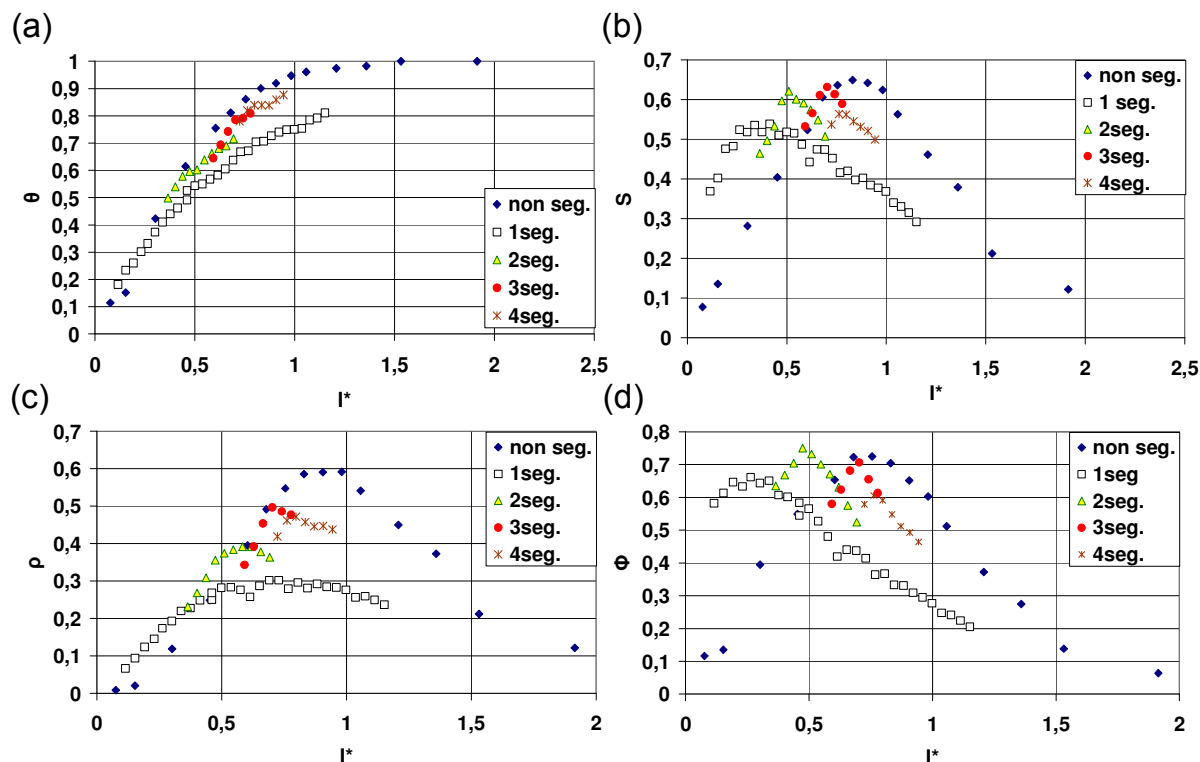 (a)
1
0,9
0,8
0,7
0,6
0,5
0,4
0,3
0,2
0,1
0
θ
0 0,5 1 1,5 2 2,5
I*
non seg.
1seg.
2seg.
3seg.
4seg.
(b)
0,7
0,6
0,5
0,4
0,3
0,2
0,1
0
S
0 0,5 1 1,5 2 2,5
I*
non seg.
1 seg.
2seg.
3seg.
4seg.
(c)
0,7
0,6
0,5
0,4
0,3
0,2
0,1
0
ρ
0 0,5 1 1,5 2
I*
non seg.
1seg.
2seg.
3seg.
4seg.
(d)
0,8
0,7
0,6
0,5
0,4
0,3
0,2
0,1
0
Φ
0 0,5 1 1,5 2
I*
non seg.
1seg
2seg.
3seg.
4seg.